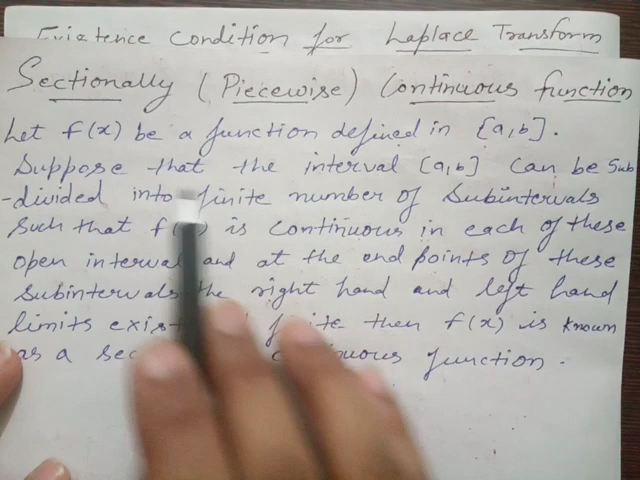 Existence Condition for Laplace Transform
Sectionally (Piecewise) Continuous function
Let f(x) be a function defined in [a,b].
Suppose that the interval [a,b] can be Sub
-divided into finite number of Subintervals
Such that f( ) is continuous in each of these
open interval and at the end points of these
Subintervals the right hand and left hand
limits exist finite then f(x) is known
as a continuous function.